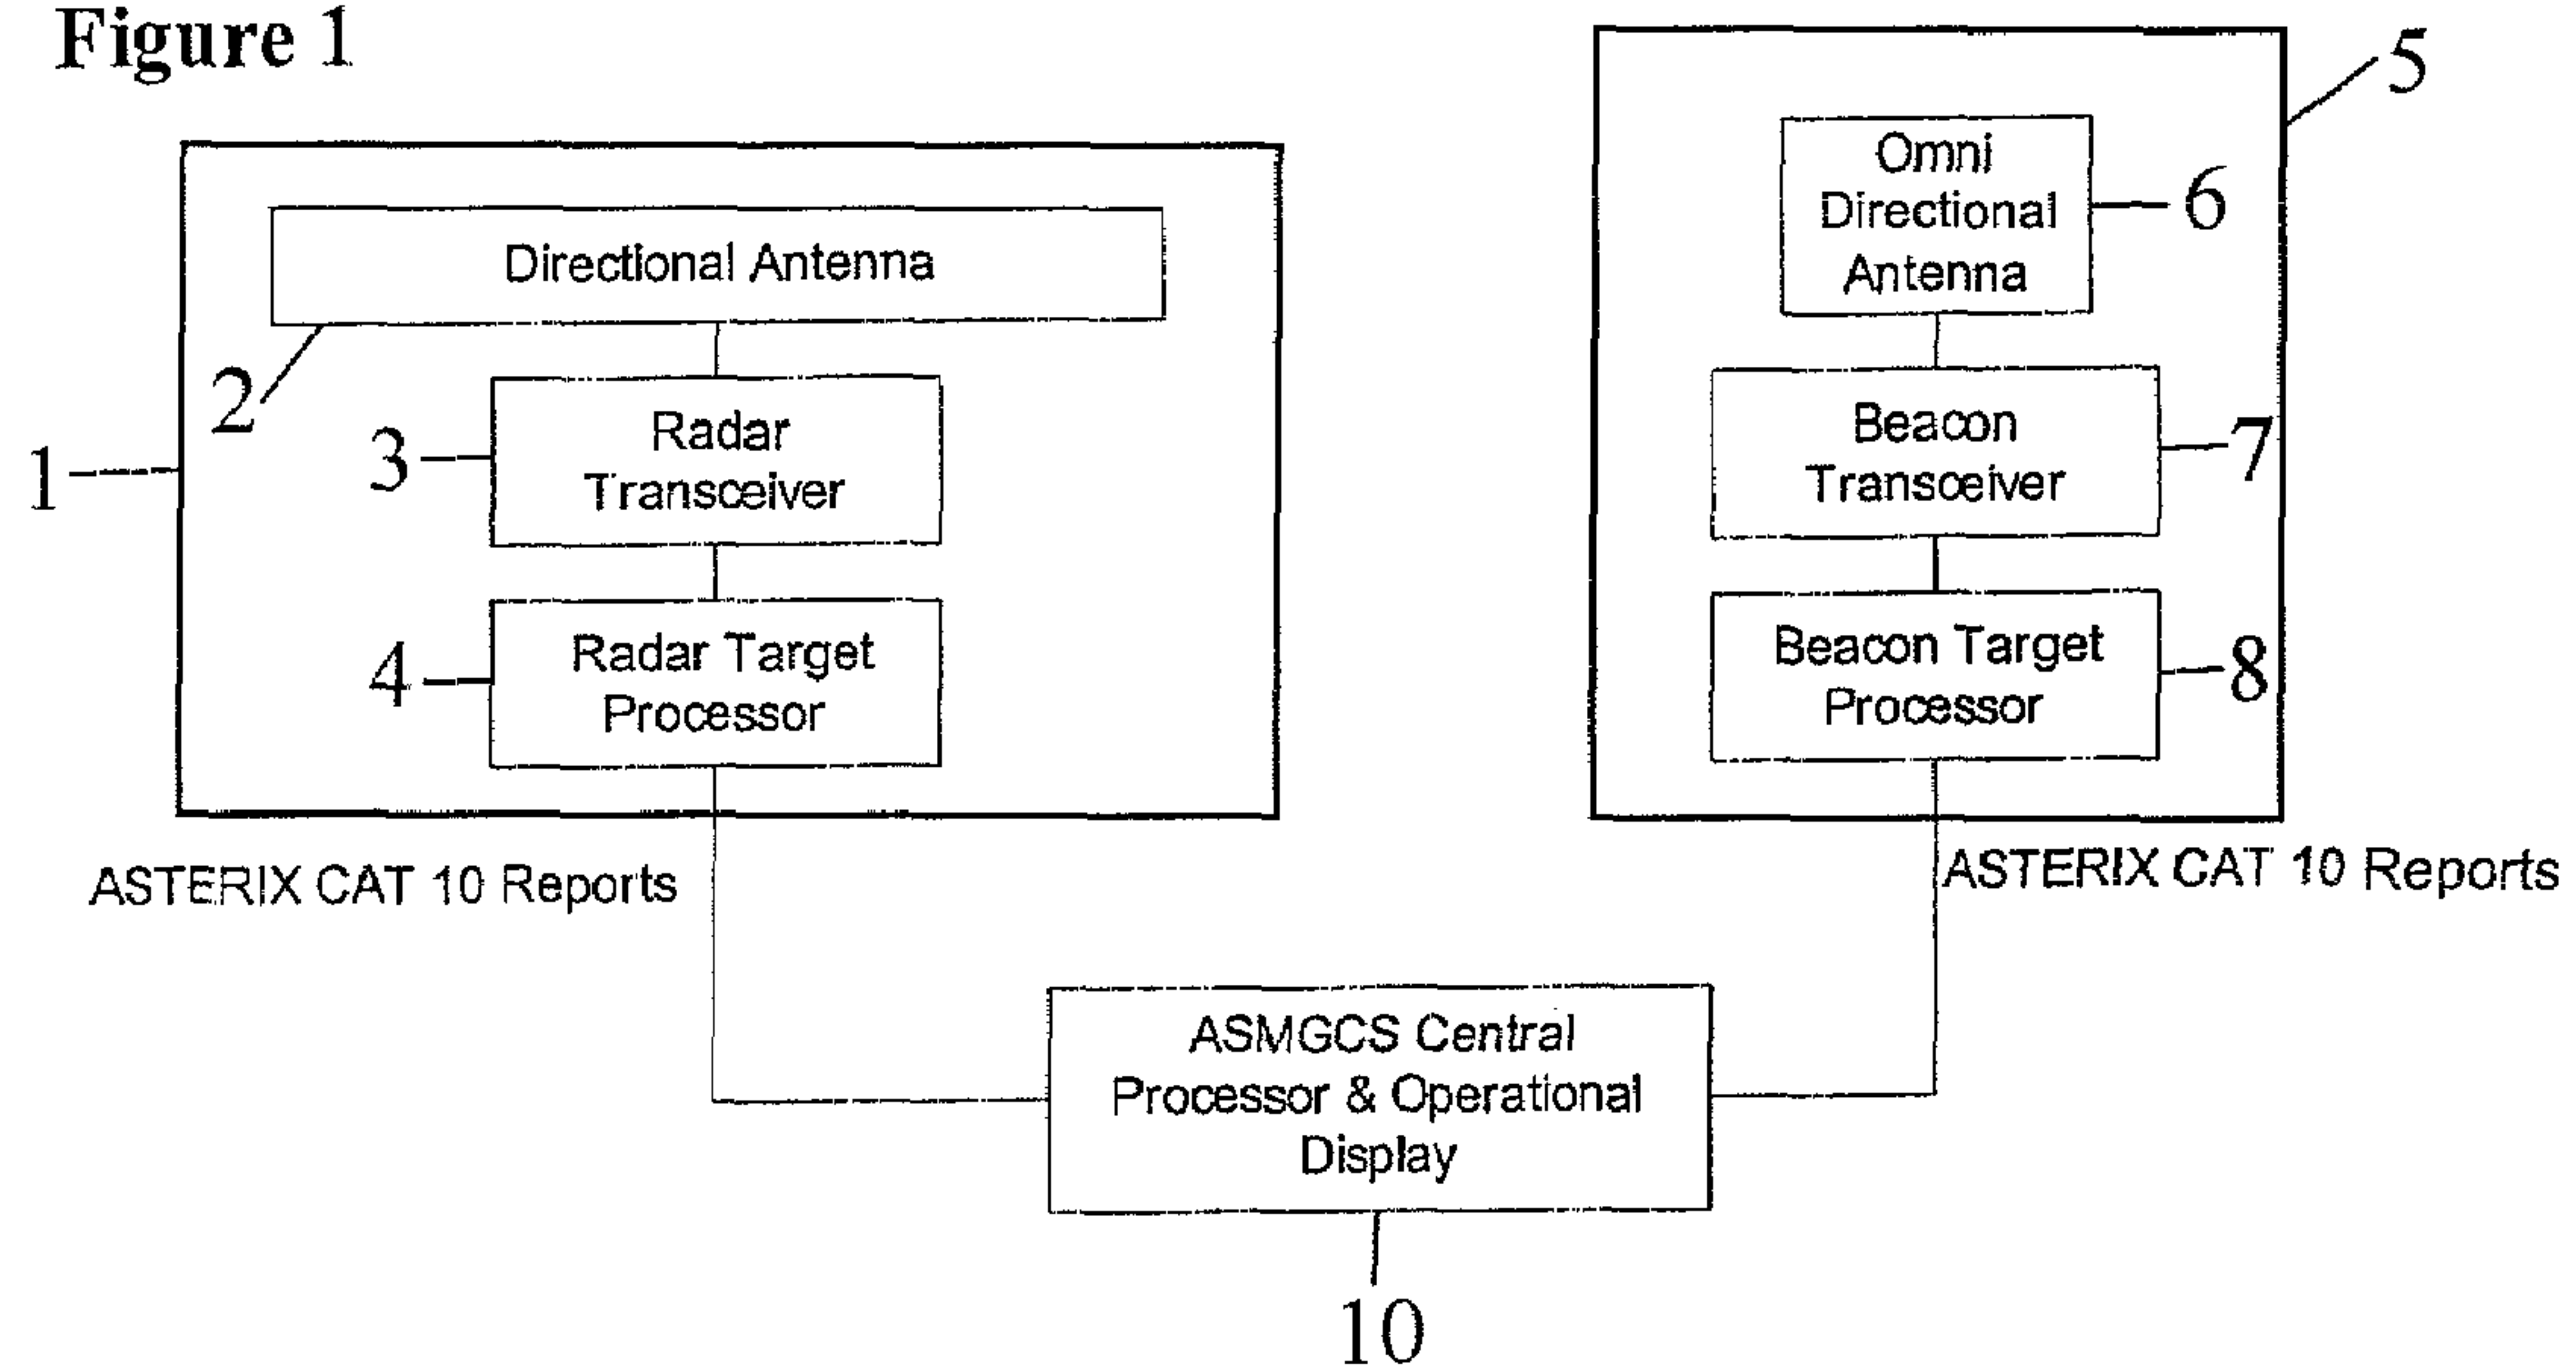 Figure 1
5
Omni
Directional
Antenna
6
Directional Antenna
2
Radar
Transceiver
3
1
Beacon
Transceiver
7
Radar Target
Processor
4
Beacon Target
Processor
8
ASTERIX CAT 10 Reports
ASTERIX CAT 10 Reports
ASMGCS Central
Processor & Operational
Display
10